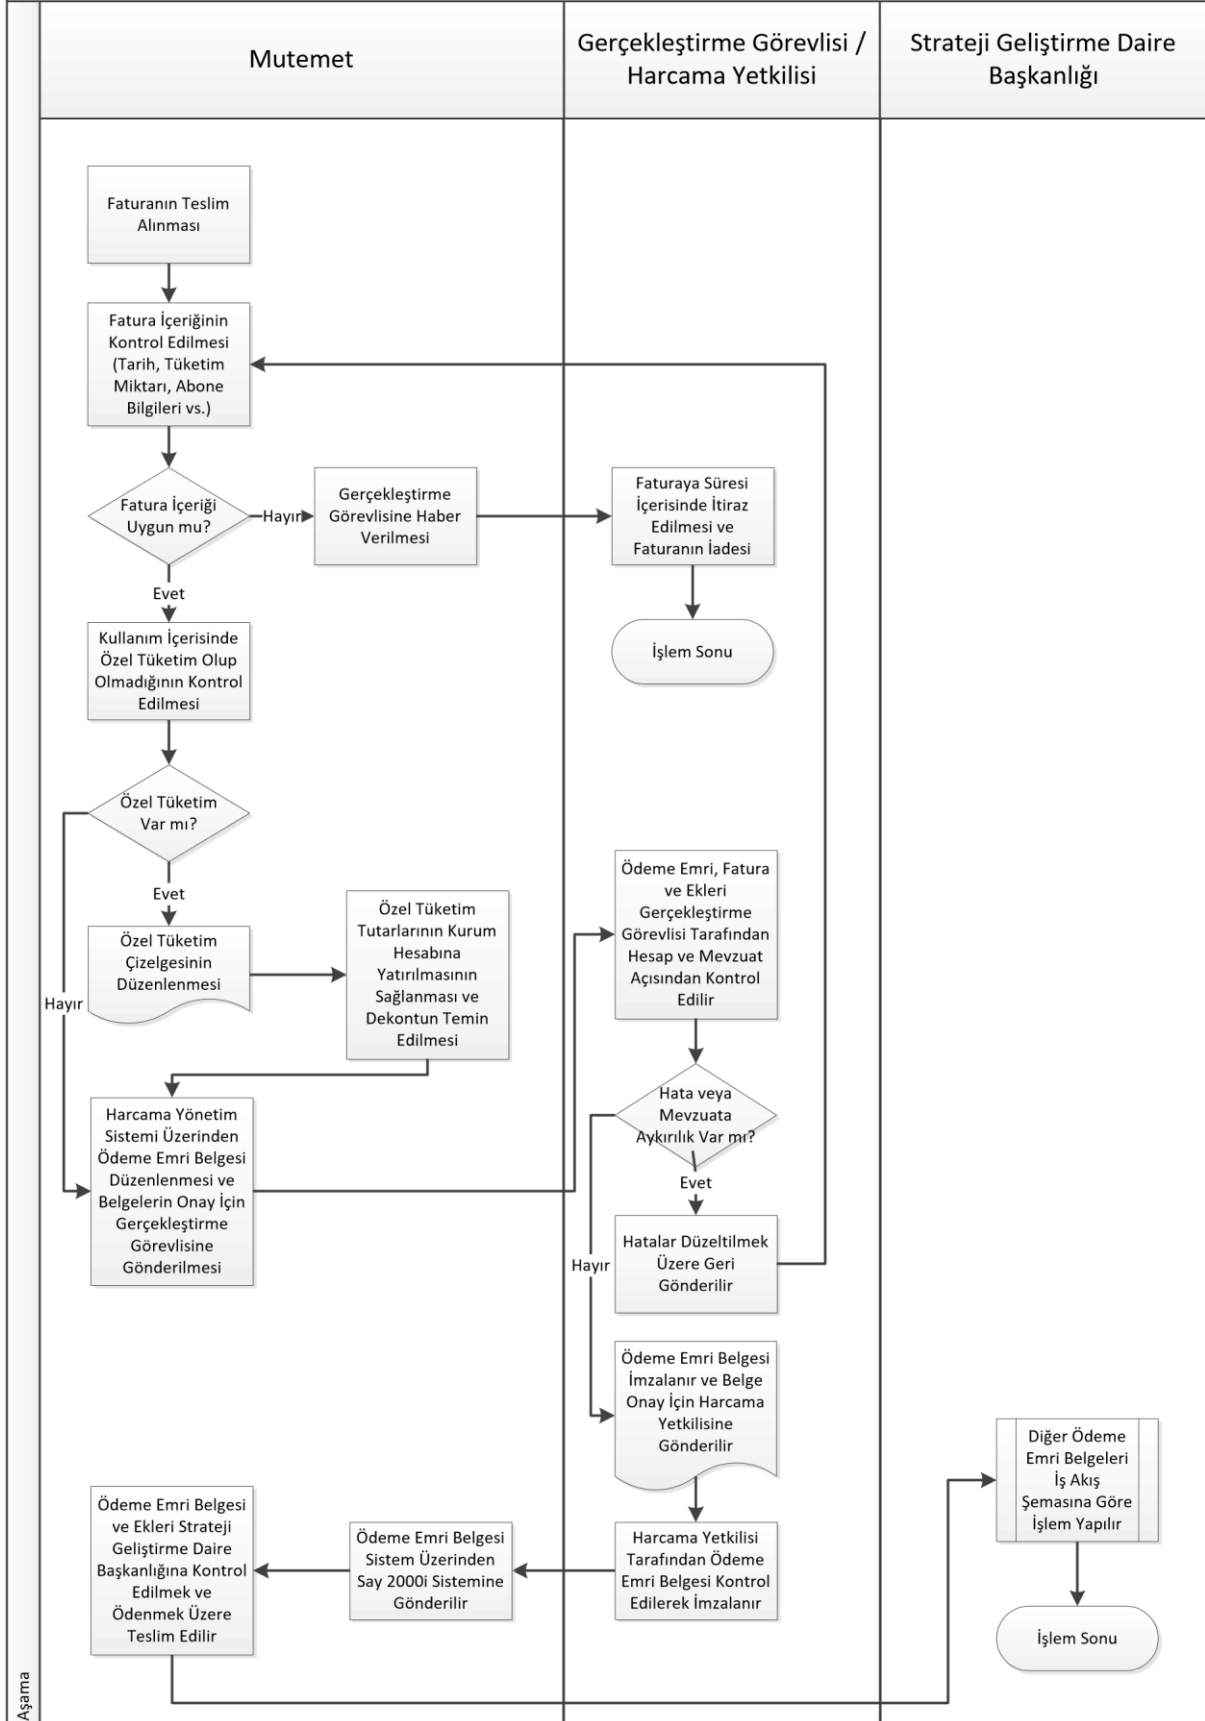 Mutemet
Gerçekleştirme Görevlisi /
Harcama Yetkilisi
Strateji Geliştirme Daire
Başkanlığı
Faturanın Teslim
Alınması
Fatura İçeriğinin
Kontrol Edilmesi
(Tarih, Tüketim
Miktarı, Abone
Bilgileri vs.)
Fatura İçeriği
Uygun mu?
Hayır
Gerçekleştirme
Görevlisine Haber
Verilmesi
Faturaya Süresi
İçerisinde İtiraz
Edilmesi ve
Faturanın İadesi
İşlem Sonu
Evet
Kullanım İçerisinde
Özel Tüketim Olup
Olmadığının Kontrol
Edilmesi
Özel Tüketim
Var mı?
Evet
Hayır
Özel Tüketim
Çizelgesinin
Düzenlenmesi
Özel Tüketim
Tutarlarının Kurum
Hesabına
Yatırılmasının
Sağlanması ve
Dekontun Temin
Edilmesi
Harcama Yönetim
Sistemi Üzerinden
Ödeme Emri Belgesi
Düzenlenmesi ve
Belgelerin Onay İçin
Gerçekleştirme
Görevlisine
Gönderilmesi
Ödeme Emri, Fatura
ve Ekleri
Gerçekleştirme
Görevlisi Tarafından
Hesap ve Mevzuat
Açısından Kontrol
Edilir
Hata veya
Mevzuata
Aykırılık Var mı?
Evet
Hayır
Hatalar Düzeltilmek
Üzere Geri
Gönderilir
Ödeme Emri Belgesi
İmzalanır ve Belge
Onay İçin Harcama
Yetkilisine
Gönderilir
Harcama Yetkilisi
Tarafından Ödeme
Emri Belgesi Kontrol
Edilerek İmzalanır
Ödeme Emri Belgesi
Sistem Üzerinden
Say 2000i Sistemine
Gönderilir
Ödeme Emri Belgesi
ve Ekleri Strateji
Geliştirme Daire
Başkanlığına Kontrol
Edilmek ve
Ödenmek Üzere
Teslim Edilir
Diğer Ödeme
Emri Belgeleri
İş Akış
Şemasına Göre
İşlem Yapılır
İşlem Sonu
Aşama